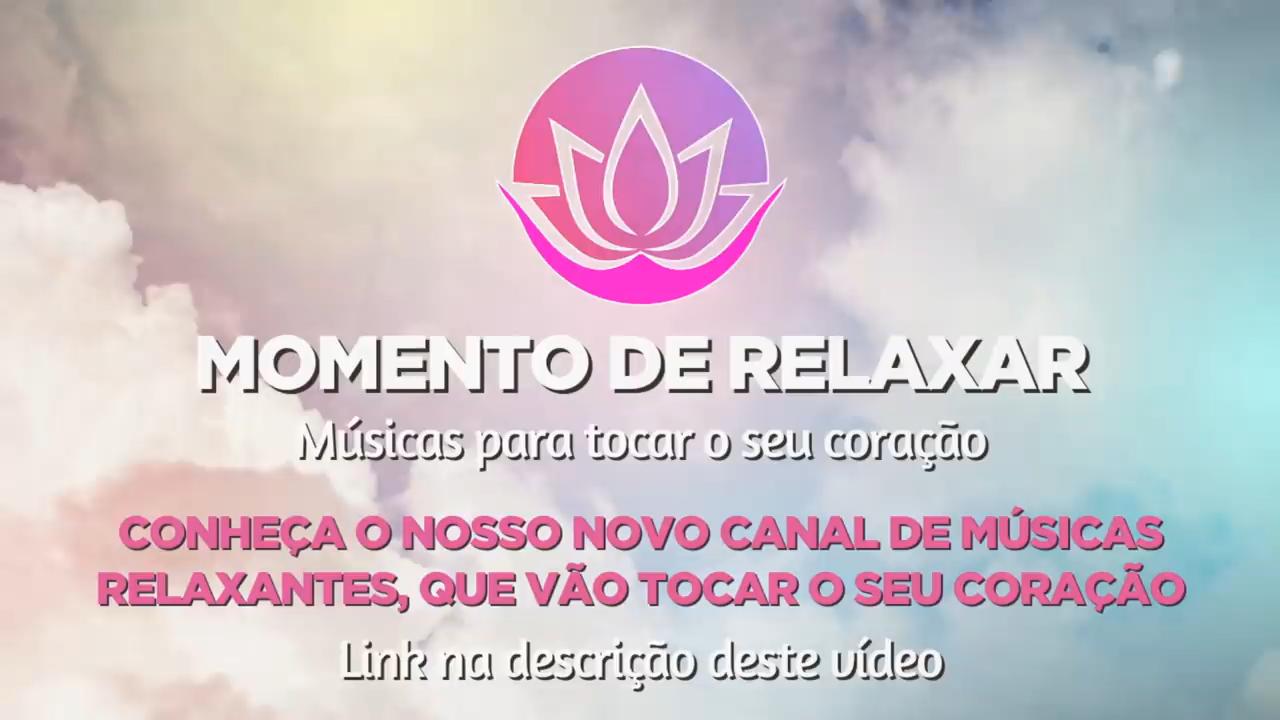 MOMENTO DE RELAXAR
Músicas para tocar o seu coração
CONHEÇA O NOSSO NOVO CANAL DE MÚSICAS
RELAXANTES, QUE VÃO TOCAR O SEU CORAÇÃO
Link na descrição deste vídeo